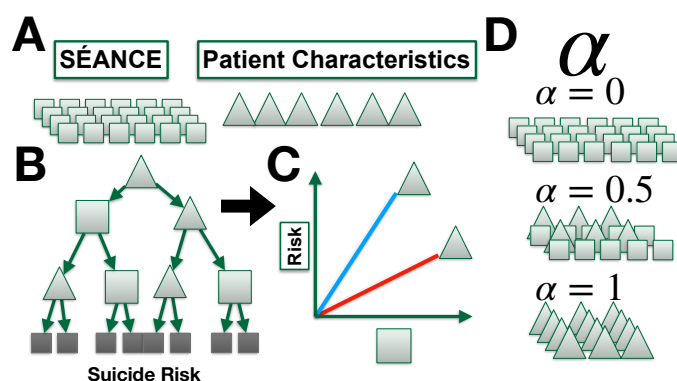 A
SÉANCE
Patient Characteristics
B
Suicide Risk
C
Risk
D
α
α = 0
α = 0.5
α = 1